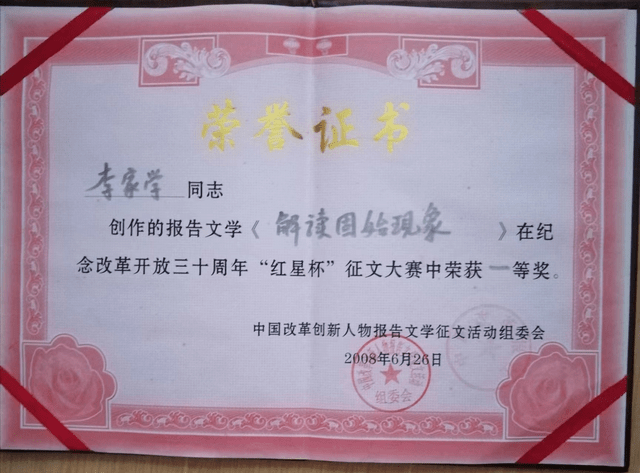 荣誉证书
李家学 同志
创作的报告文学《 解读固始现象 》在纪
念改革开放三十周年“红星杯”征文大赛中荣获一等奖。
中国改革创新人物报告文学征文活动组委会
2008年6月26日
组委会